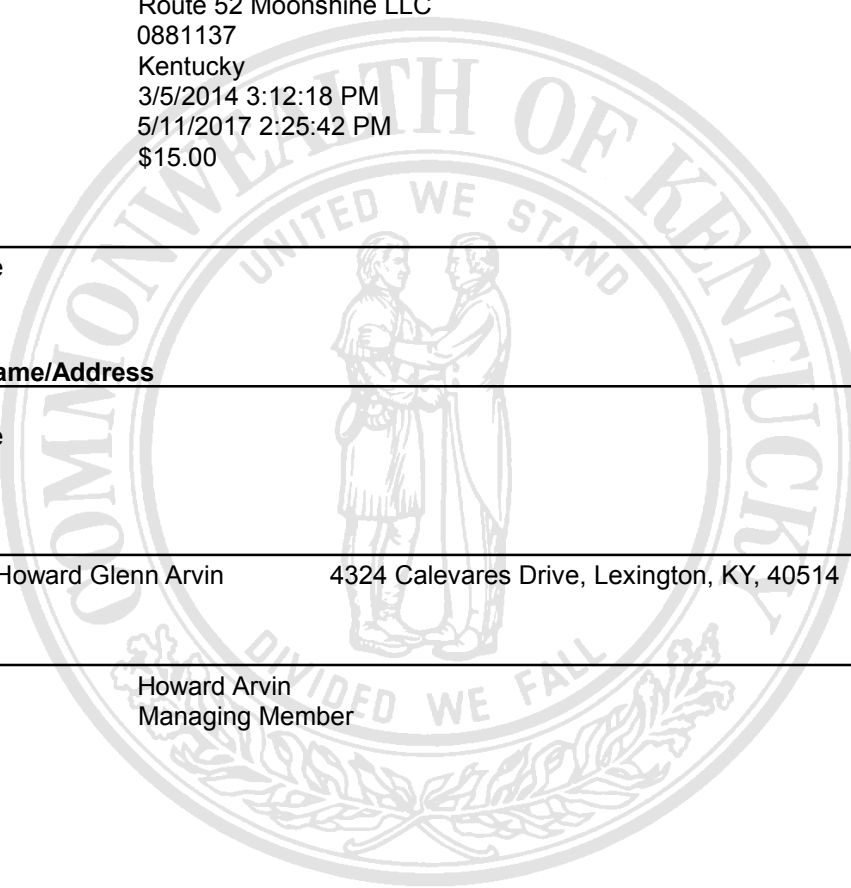 Route 52 Moonshine LLC
0881137
Kentucky
3/5/2014 3:12:18 PM
5/11/2017 2:25:42 PM
$15.00
COMMONWEALTH OF KENTUCKY
UNITED WE STAND
e
ame/Address
e
Howard Glenn Arvin 4324 Calevares Drive, Lexington, KY, 40514
DIVIDED WE FALL
Howard Arvin
Managing Member